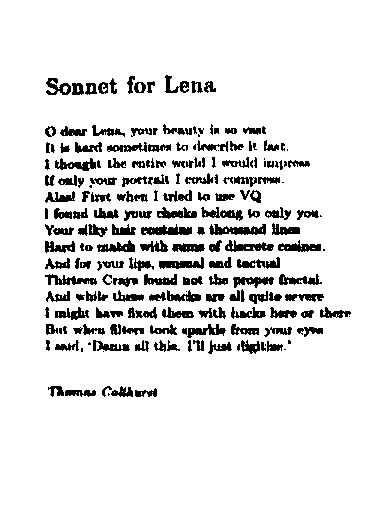 Sonnet for Lena
O dear Lena, your beauty is so vast
It is hard sometimes to describe it fast.
I thought the entire world I would impress
If only your portrait I could compress.
Alas! First when I tried to use VQ
I found that your cheeks belong to only you.
Your silky hair contains a thousand lines
Hard to match with sums of discrete cosines.
And for your lips, sensual and tactual
Thirteen Crays found not the proper fractal.
And while these setbacks are all quite severe
I might have fixed them with hacks here or there
But when filters took sparkle from your eyes
I said, 'Damn all this. I'll just digitize.'
Thomas Colthurst